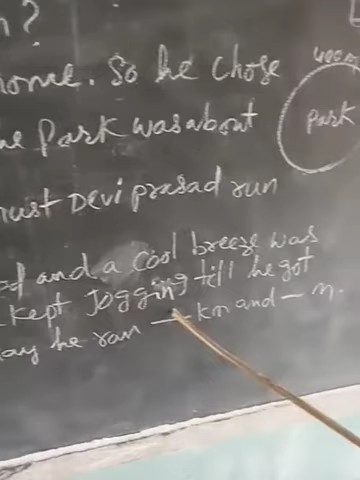 ?
home. So he chose
Park was about
must Devi prasad run
and a cool breeze was
kept Jogging till he got
he ran — km and — m.
400m
Park